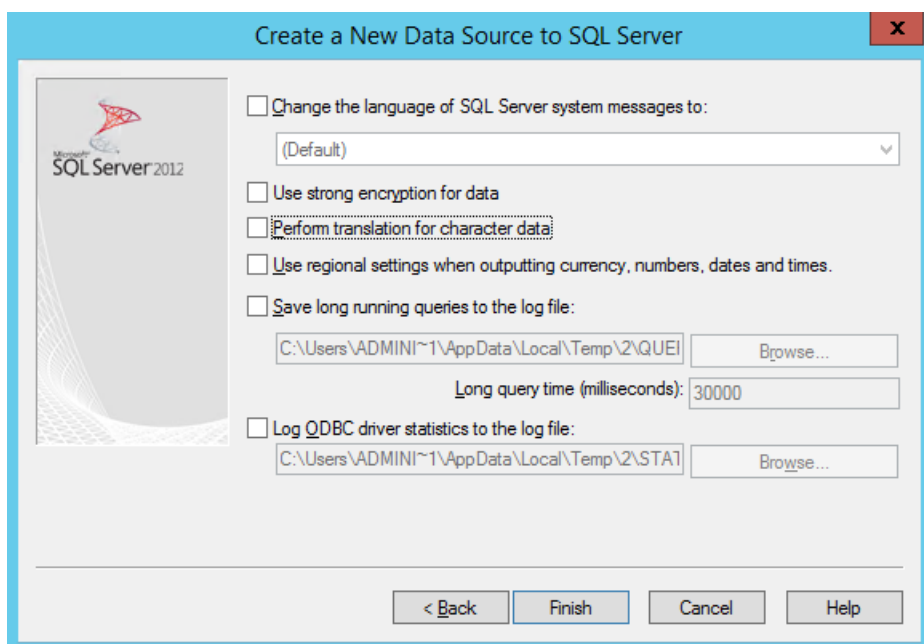 Create a New Data Source to SQL Server
x
Microsoft
SQL Server 2012
Change the language of SQL Server system messages to:
(Default)
Use strong encryption for data
Perform translation for character data
Use regional settings when outputting currency, numbers, dates and times.
Save long running queries to the log file:
C:\Users\ADMINI~1\AppData\Local\Temp\2\QUEI Browse...
Long query time (milliseconds): 30000
Log ODBC driver statistics to the log file:
C:\Users\ADMINI~1\AppData\Local\Temp\2\STAT Browse...
< Back Finish Cancel Help